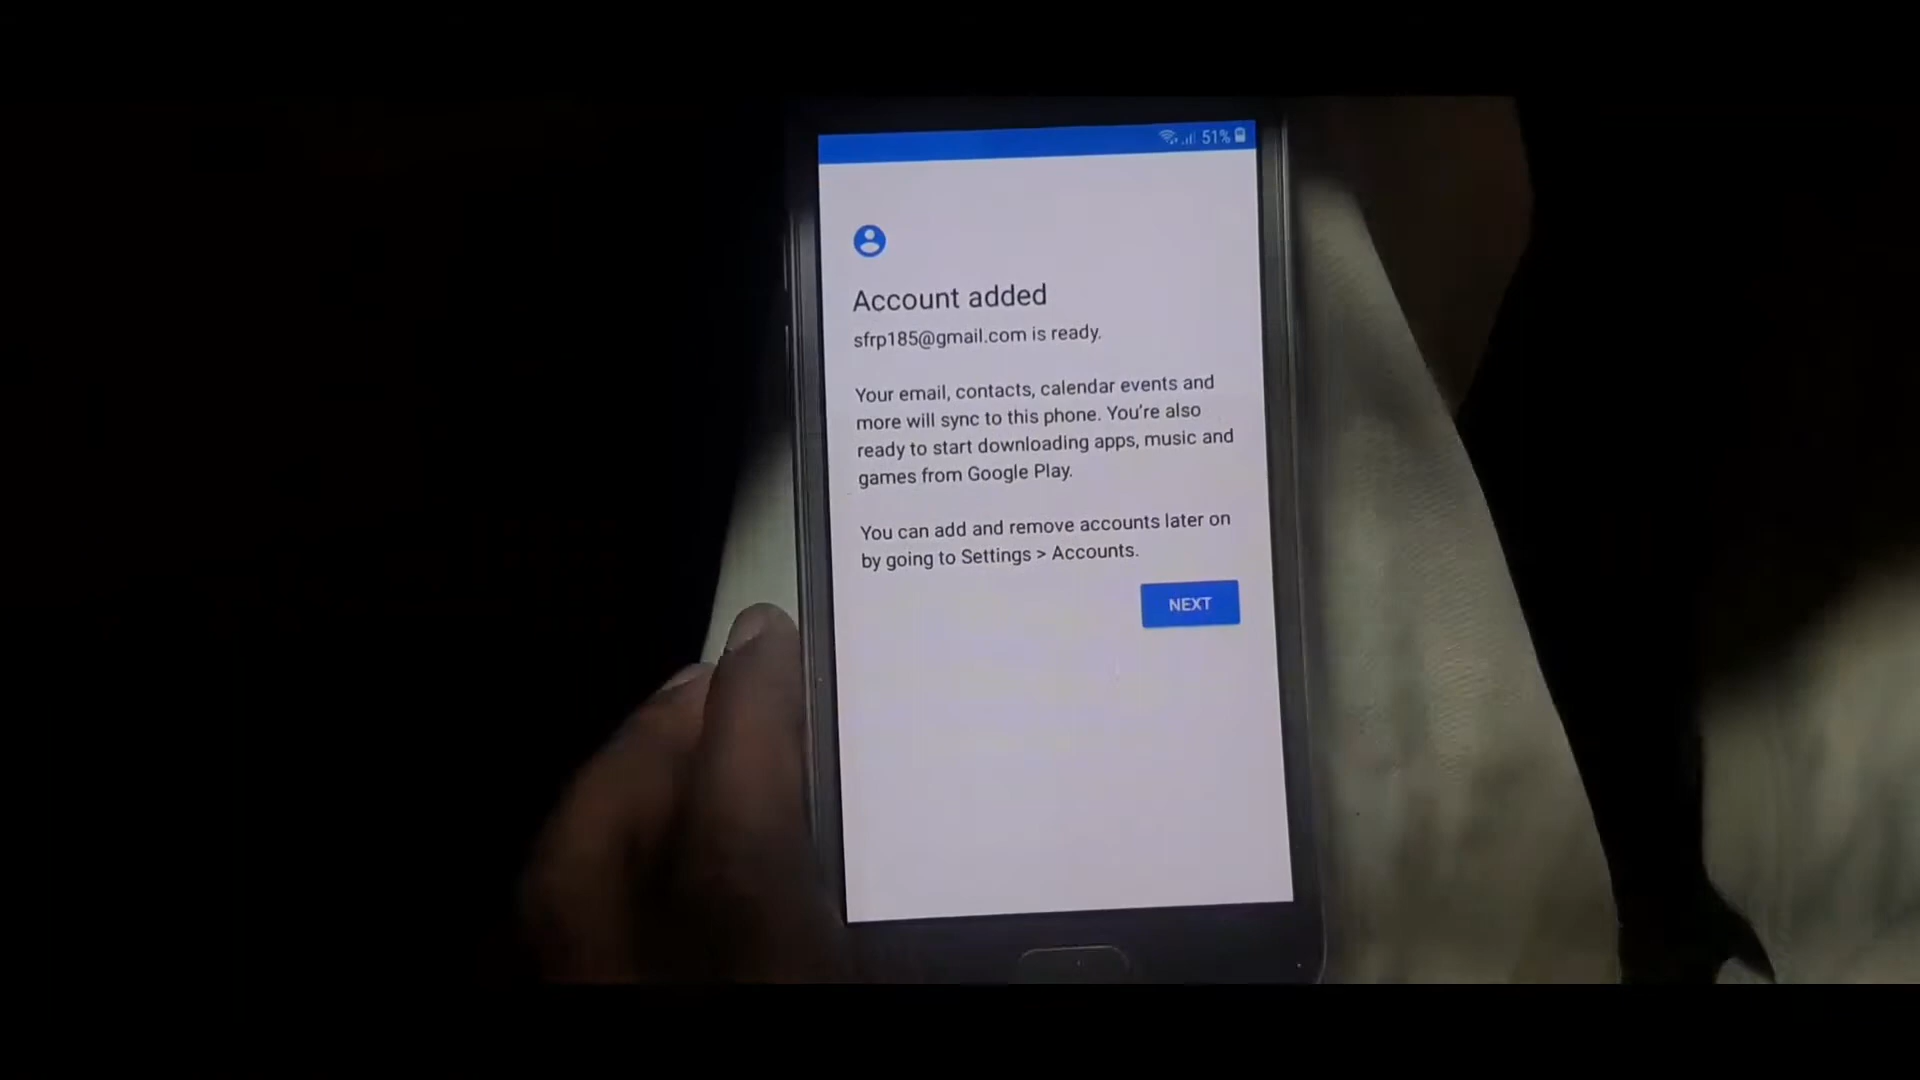 51%
Account added
sfrp185@gmail.com is ready.
Your email, contacts, calendar events and
more will sync to this phone. You're also
ready to start downloading apps, music and
games from Google Play.
You can add and remove accounts later on
by going to Settings > Accounts.
NEXT